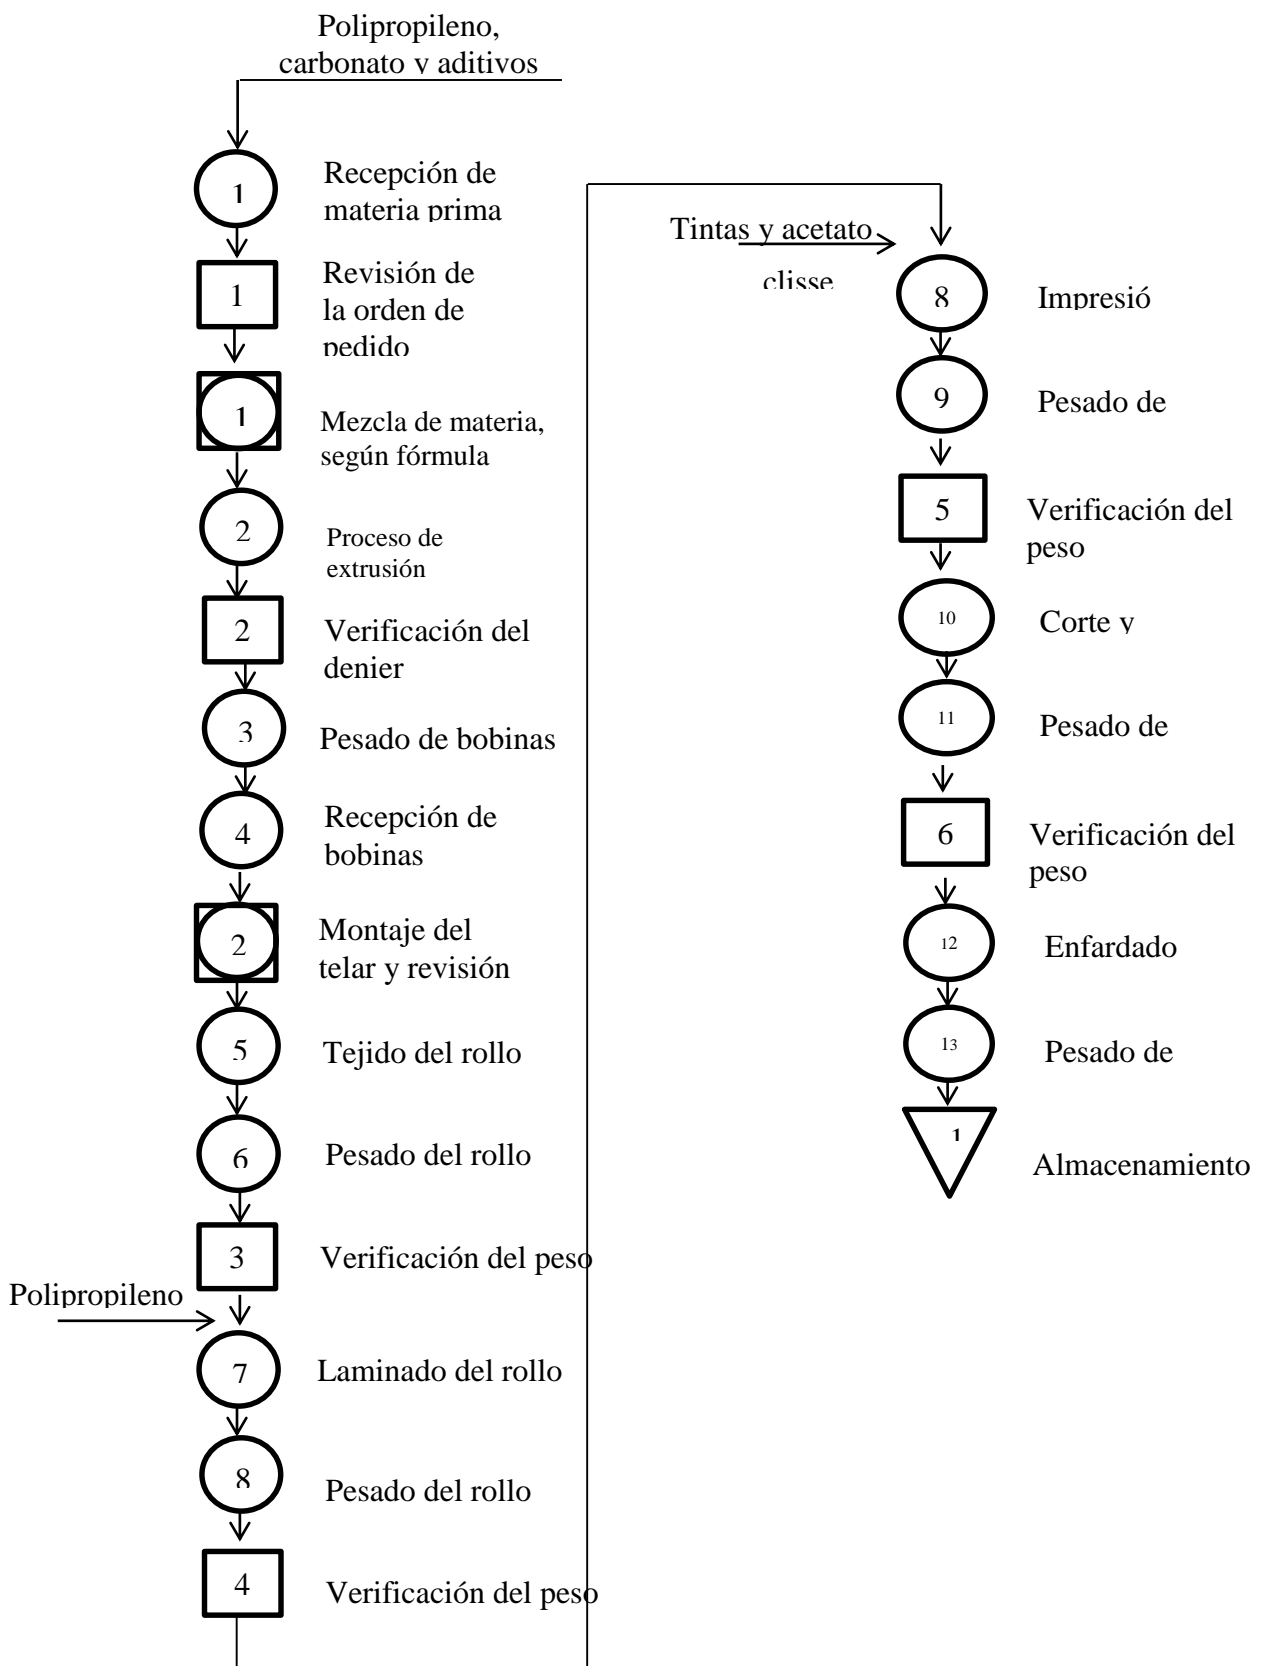 Polipropileno,
carbonato y aditivos
1
Recepción de
materia prima
1
Revisión de
la orden de
pedido
1
Mezcla de materia,
según fórmula
2
Proceso de
extrusión
2
Verificación del
denier
3
Pesado de bobinas
4
Recepción de
bobinas
2
Montaje del
telar y revisión
5
Tejido del rollo
6
Pesado del rollo
3
Verificación del peso
Polipropileno
7
Laminado del rollo
8
Pesado del rollo
4
Verificación del peso
Tintas y acetato
clisse
8
Impresió
9
Pesado de
5
Verificación del
peso
10
Corte y
11
Pesado de
6
Verificación del
peso
12
Enfardado
13
Pesado de
1
Almacenamiento